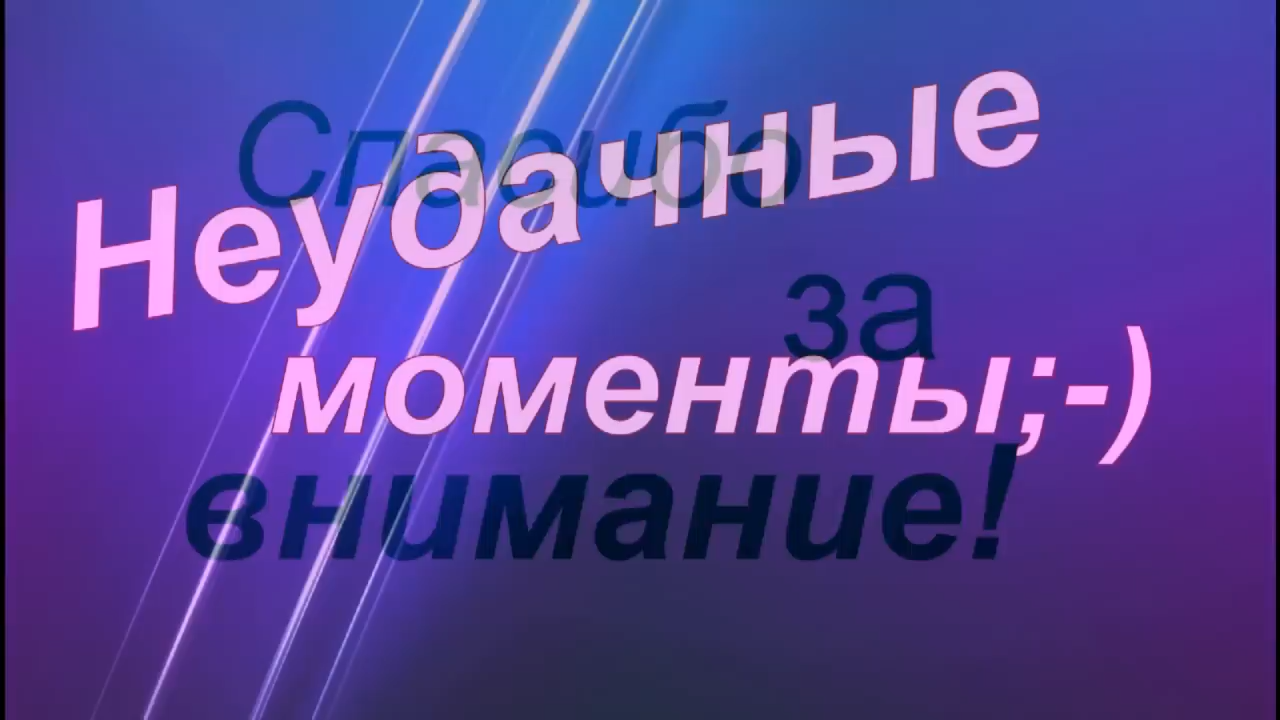 Спасибо
Неудачные
за
моменты;-)
внимание!